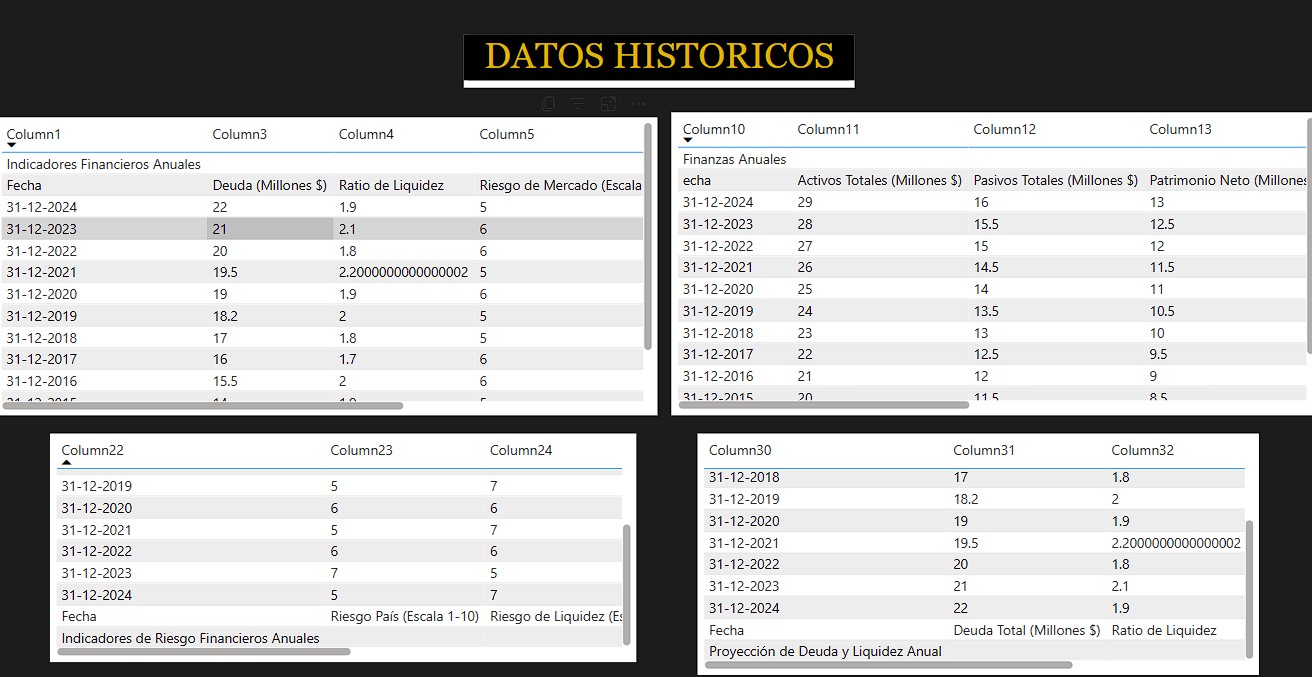 DATOS HISTORICOS
Column1 Column3 Column4 Column5
Indicadores Financieros Anuales
Fecha Deuda (Millones $) Ratio de Liquidez Riesgo de Mercado (Escala
31-12-2024 22 1.9 5
31-12-2023 21 2.1 6
31-12-2022 20 1.8 6
31-12-2021 19.5 2.2000000000000002 5
31-12-2020 19 1.9 6
31-12-2019 18.2 2 5
31-12-2018 17 1.8 5
31-12-2017 16 1.7 6
31-12-2016 15.5 2 6
31-12-2015 14 1.9 5
Column10 Column11 Column12 Column13
Finanzas Anuales
echa Activos Totales (Millones $) Pasivos Totales (Millones $) Patrimonio Neto (Millones
31-12-2024 29 16 13
31-12-2023 28 15.5 12.5
31-12-2022 27 15 12
31-12-2021 26 14.5 11.5
31-12-2020 25 14 11
31-12-2019 24 13.5 10.5
31-12-2018 23 13 10
31-12-2017 22 12.5 9.5
31-12-2016 21 12 9
31-12-2015 20 11.5 8.5
Column22 Column23 Column24
31-12-2019 5 7
31-12-2020 6 6
31-12-2021 5 7
31-12-2022 6 6
31-12-2023 7 5
31-12-2024 5 7
Fecha Riesgo País (Escala 1-10) Riesgo de Liquidez (Es
Indicadores de Riesgo Financieros Anuales
Column30 Column31 Column32
31-12-2018 17 1.8
31-12-2019 18.2 2
31-12-2020 19 1.9
31-12-2021 19.5 2.2000000000000002
31-12-2022 20 1.8
31-12-2023 21 2.1
31-12-2024 22 1.9
Fecha Deuda Total (Millones $) Ratio de Liquidez
Proyección de Deuda y Liquidez Anual